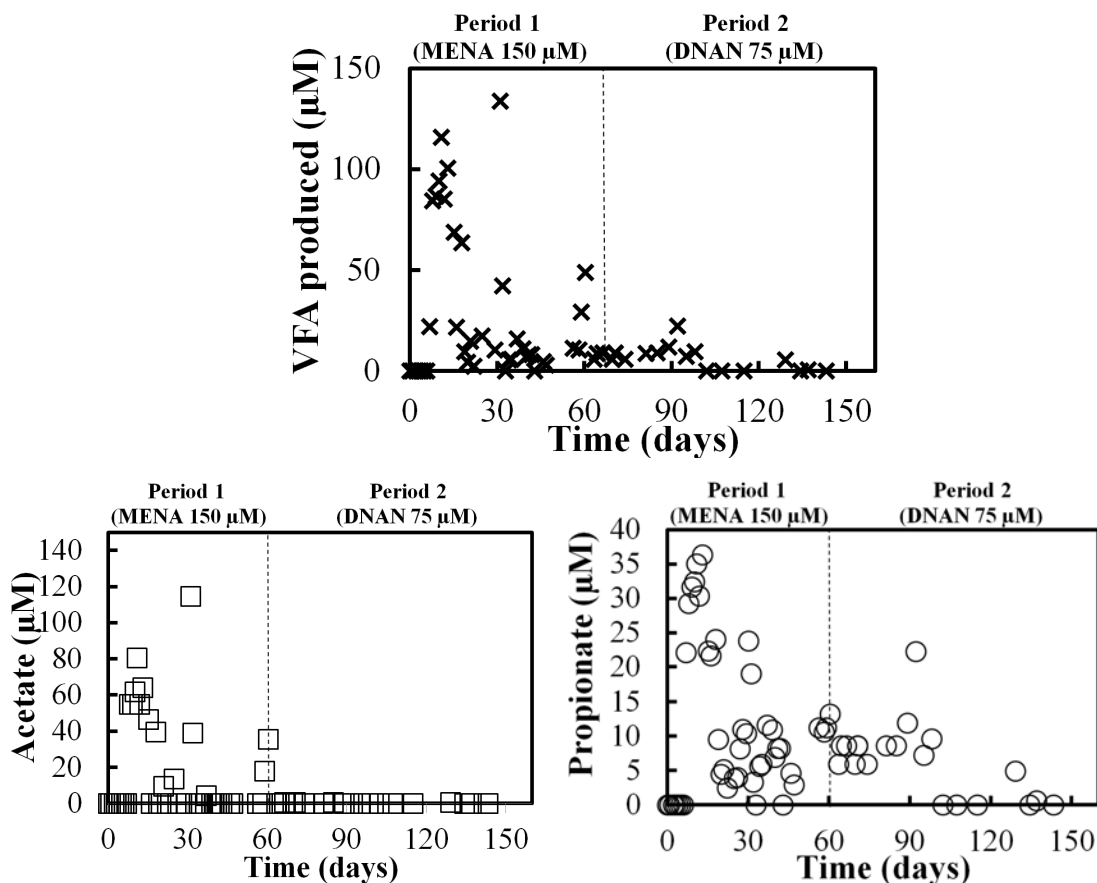 Period 1 Period 2
(MENA 150 µM) (DNAN 75 µM)
VFA produced (µM)
150
100
50
0
0 30 60 90 120 150
Time (days)
Period 1 Period 2
(MENA 150 µM) (DNAN 75 µM)
Acetate (µM)
140
120
100
80
60
40
20
0
0 30 60 90 120 150
Time (days)
Period 1 Period 2
(MENA 150 µM) (DNAN 75 µM)
Propionate (µM)
40
35
30
25
20
15
10
5
0
0 30 60 90 120 150
Time (days)